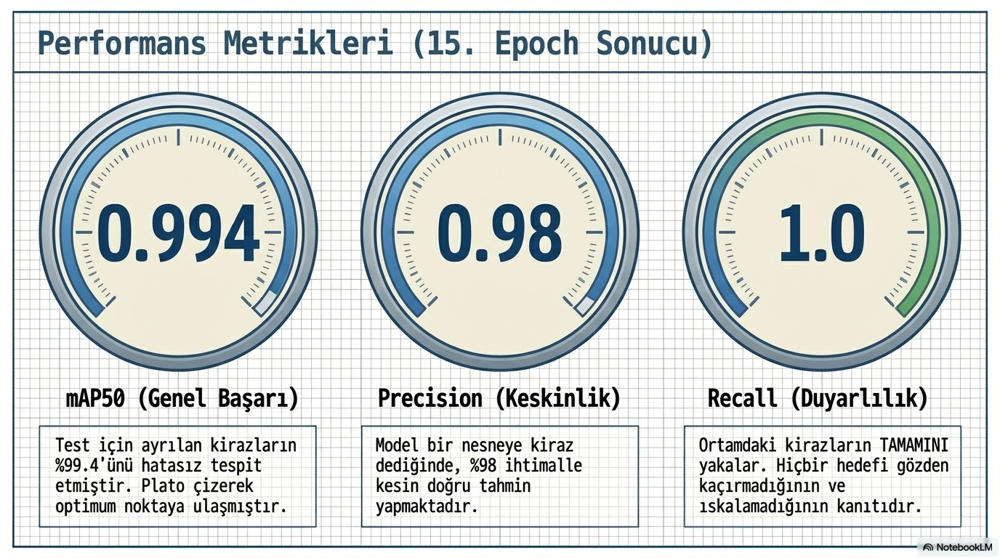 Performans Metrikleri (15. Epoch Sonucu)
0.994
0.98
1.0
mAP50 (Genel Başarı)
Precision (Keskinlik)
Recall (Duyarlılık)
Test için ayrılan kirazların
%99.4'ünü hatasız tespit
etmiştir. Plato çizerek
optimum noktaya ulaşmıştır.
Model bir nesneye kiraz
dediğinde, %98 ihtimalle
kesin doğru tahmin
yapmaktadır.
Ortamdaki kirazların TAMAMINI
yakalar. Hiçbir hedefi gözden
kaçırmadığının ve
ıskalamadığının kanıtıdır.
NotebookLM